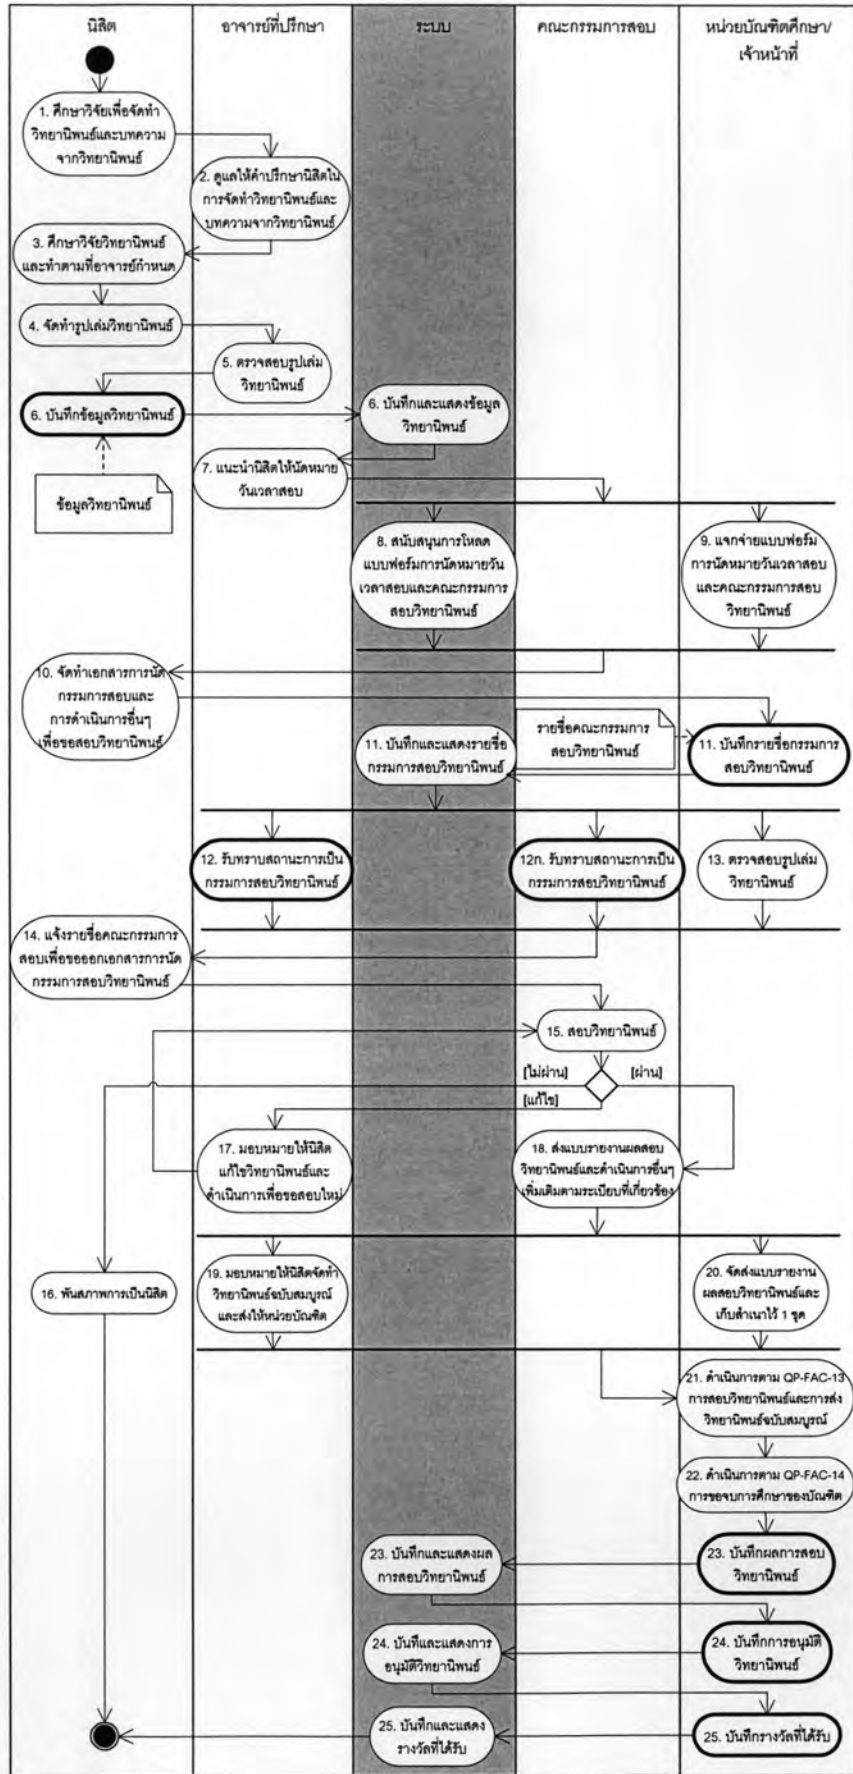 นิสิต
อาจารย์ที่ปรึกษา
ระบบ
คณะกรรมการสอบ
หน่วยบัณฑิตศึกษา/
เจ้าหน้าที่
1. ศึกษาวิจัยเพื่อจัดทำ
วิทยานิพนธ์และบทความ
จากวิทยานิพนธ์
2. ดูแลให้คำปรึกษานิสิตใน
การจัดทำวิทยานิพนธ์และ
บทความจากวิทยานิพนธ์
3. ศึกษาวิจัยวิทยานิพนธ์
และทำตามที่อาจารย์กำหนด
4. จัดทำรูปเล่มวิทยานิพนธ์
5. ตรวจสอบรูปเล่ม
วิทยานิพนธ์
6. บันทึกข้อมูลวิทยานิพนธ์
6. บันทึกและแสดงข้อมูล
วิทยานิพนธ์
7. แนะนำนิสิตให้นัดหมาย
วันเวลาสอบ
ข้อมูลวิทยานิพนธ์
8. สนับสนุนการโหลด
แบบฟอร์มการนัดหมายวัน
เวลาสอบและคณะกรรมการ
สอบวิทยานิพนธ์
9. แจกจ่ายแบบฟอร์ม
การนัดหมายวันเวลาสอบ
และคณะกรรมการสอบ
วิทยานิพนธ์
10. จัดทำเอกสารการนัด
กรรมการสอบและ
การดำเนินการอื่นๆ
เพื่อขอสอบวิทยานิพนธ์
รายชื่อคณะกรรมการ
สอบวิทยานิพนธ์
11. บันทึกและแสดงรายชื่อ
กรรมการสอบวิทยานิพนธ์
11. บันทึกรายชื่อกรรมการ
สอบวิทยานิพนธ์
12. รับทราบสถานะการเป็น
กรรมการสอบวิทยานิพนธ์
12ก. รับทราบสถานะการเป็น
กรรมการสอบวิทยานิพนธ์
13. ตรวจสอบรูปเล่ม
วิทยานิพนธ์
14. แจ้งรายชื่อคณะกรรมการ
สอบเพื่อขอออกเอกสารการนัด
กรรมการสอบวิทยานิพนธ์
15. สอบวิทยานิพนธ์
[ไม่ผ่าน]
[ผ่าน]
[แก้ไข]
17. มอบหมายให้นิสิต
แก้ไขวิทยานิพนธ์และ
ดำเนินการเพื่อขอสอบใหม่
18. ส่งแบบรายงานผลสอบ
วิทยานิพนธ์และดำเนินการอื่นๆ
เพิ่มเติมตามระเบียบที่เกี่ยวข้อง
16. พ้นสภาพการเป็นนิสิต
19. มอบหมายให้นิสิตจัดทำ
วิทยานิพนธ์ฉบับสมบูรณ์
และส่งให้หน่วยบัณฑิต
20. จัดส่งแบบรายงาน
ผลสอบวิทยานิพนธ์และ
เก็บสำเนาไว้ 1 ชุด
21. ดำเนินการตาม QP-FAC-13
การสอบวิทยานิพนธ์และการส่ง
วิทยานิพนธ์ฉบับสมบูรณ์
22. ดำเนินการตาม QP-FAC-14
การขอจบการศึกษาของบัณฑิต
23. บันทึกและแสดงผล
การสอบวิทยานิพนธ์
23. บันทึกผลการสอบ
วิทยานิพนธ์
24. บันทึและแสดงการ
อนุมัติวิทยานิพนธ์
24. บันทึกการอนุมัติ
วิทยานิพนธ์
25. บันทึกและแสดง
รางวัลที่ได้รับ
25. บันทึกรางวัลที่ได้รับ